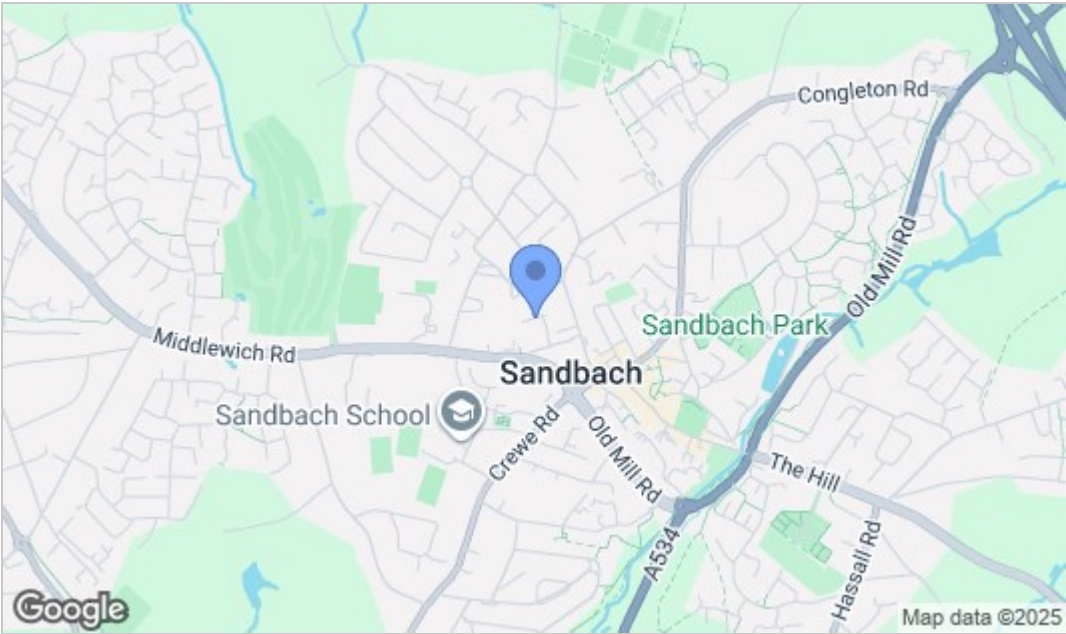 Congleton Rd
Old Mill Rd
Sandbach Park
Middlewich Rd
Sandbach
Sandbach School
Crewe Rd
Old Mill Rd
The Hill
A534
Hassall Rd
Google
Map data ©2025